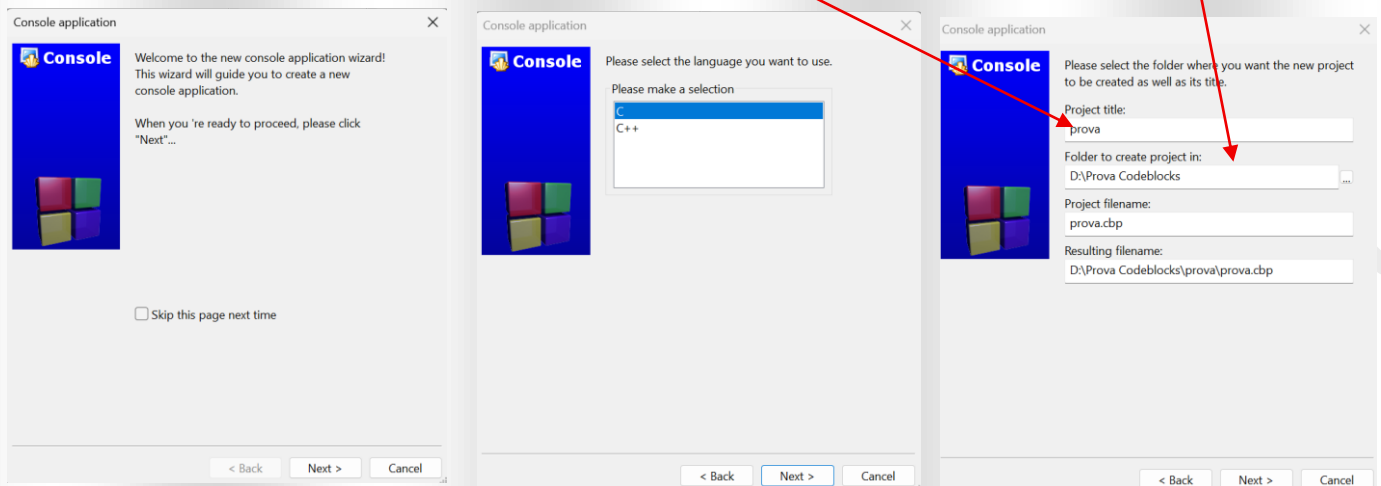 Console application
Console
Welcome to the new console application wizard!
This wizard will guide you to create a new
console application.
When you 're ready to proceed, please click
"Next"...
Skip this page next time
< Back
Next >
Cancel
Console application
Console
Please select the language you want to use.
Please make a selection
C
C++
< Back
Next >
Cancel
Console application
Console
Please select the folder where you want the new project
to be created as well as its title.
Project title:
prova
Folder to create project in:
D:\Prova Codeblocks
...
Project filename:
prova.cbp
Resulting filename:
D:\Prova Codeblocks\prova\prova.cbp
< Back
Next >
Cancel